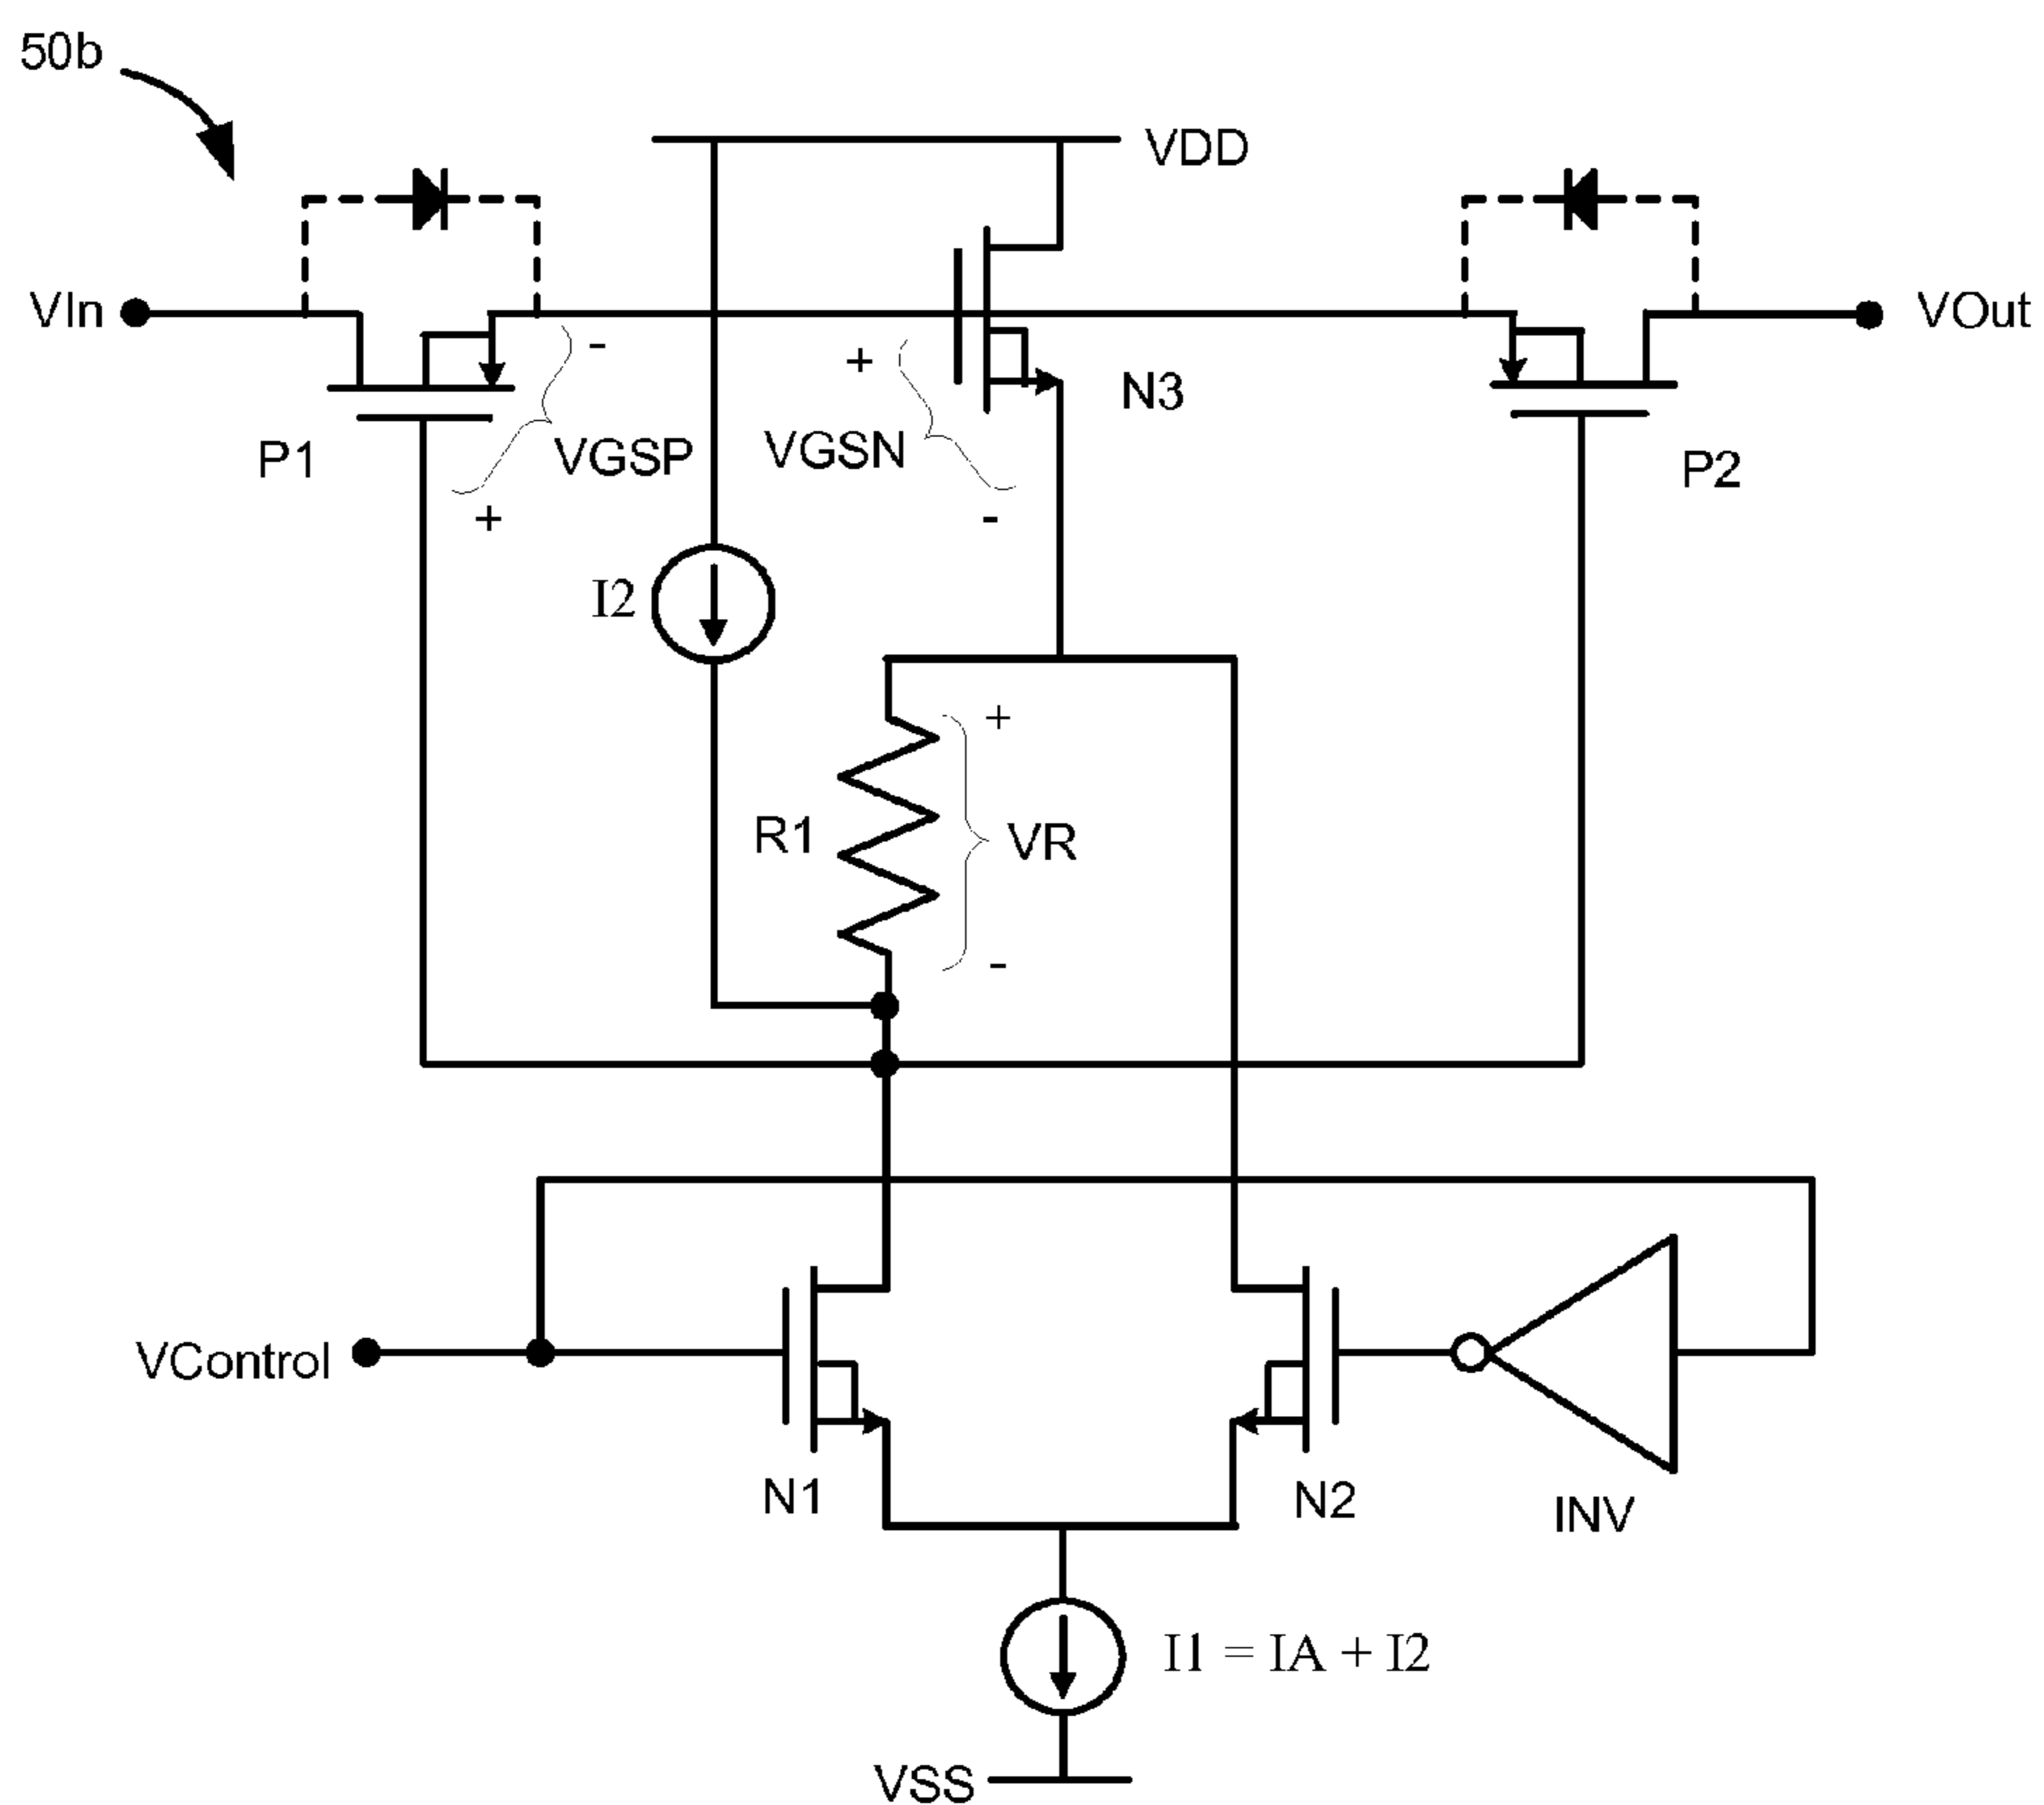 50b
VDD
VIn
VOut
-
+
N3
P1
VGSP
VGSN
P2
+
-
I2
+
R1
VR
-
VControl
N1
N2
INV
I1 = IA + I2
VSS